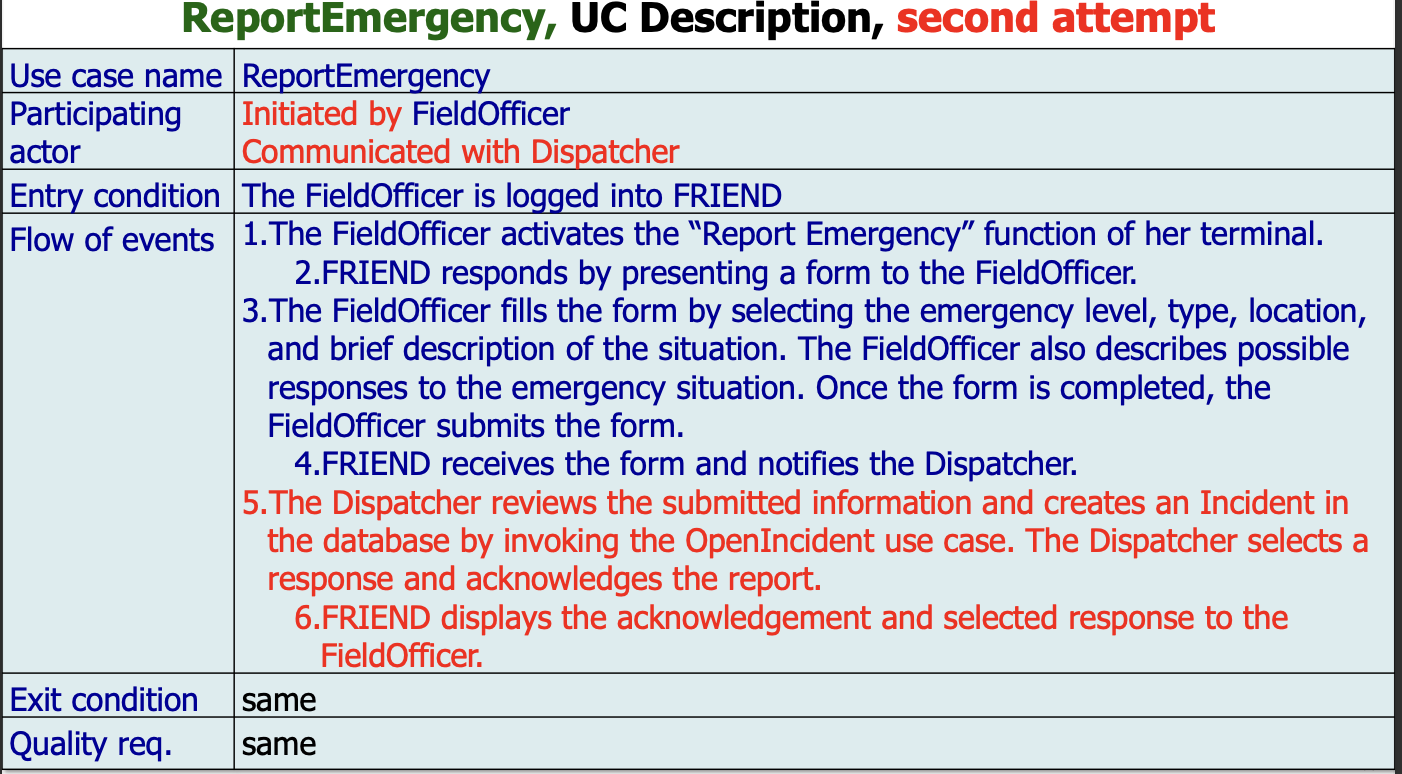 ReportEmergency, UC Description, second attempt
Use case name ReportEmergency
Participating actor
Initiated by FieldOfficer
Communicated with Dispatcher
Entry condition The FieldOfficer is logged into FRIEND
Flow of events
1.The FieldOfficer activates the “Report Emergency” function of her terminal.
2.FRIEND responds by presenting a form to the FieldOfficer.
3.The FieldOfficer fills the form by selecting the emergency level, type, location,
and brief description of the situation. The FieldOfficer also describes possible
responses to the emergency situation. Once the form is completed, the
FieldOfficer submits the form.
4.FRIEND receives the form and notifies the Dispatcher.
5.The Dispatcher reviews the submitted information and creates an Incident in
the database by invoking the OpenIncident use case. The Dispatcher selects a
response and acknowledges the report.
6.FRIEND displays the acknowledgement and selected response to the
FieldOfficer.
Exit condition same
Quality req. same